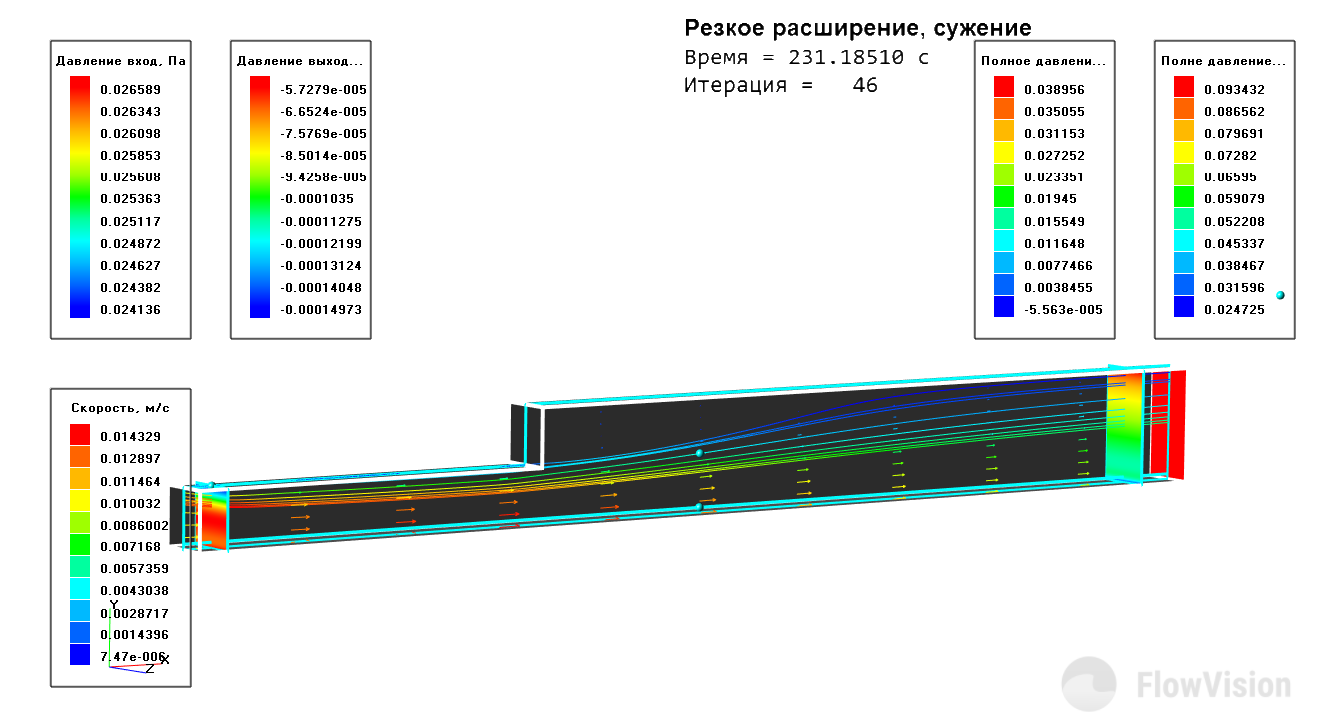 Резкое расширение, сужение
Время = 231.18510 с
Итерация = 46
Давление вход, Па
0.026589
0.026343
0.026098
0.025853
0.025608
0.025363
0.025117
0.024872
0.024627
0.024382
0.024136
Давление выход...
-5.7279e-005
-6.6524e-005
-7.5769e-005
-8.5014e-005
-9.4258e-005
-0.0001035
-0.00011275
-0.00012199
-0.00013124
-0.00014048
-0.00014973
Полное давлени...
0.038956
0.035055
0.031153
0.027252
0.023351
0.01945
0.015549
0.011648
0.0077466
0.0038455
-5.563e-005
Полне давление...
0.093432
0.086562
0.079691
0.07282
0.06595
0.059079
0.052208
0.045337
0.038467
0.031596
0.024725
Скорость, м/с
0.014329
0.012897
0.011464
0.010032
0.0086002
0.007168
0.0057359
0.0043038
0.0028717
0.0014396
7.47e-006
Y
X
Z
FlowVision